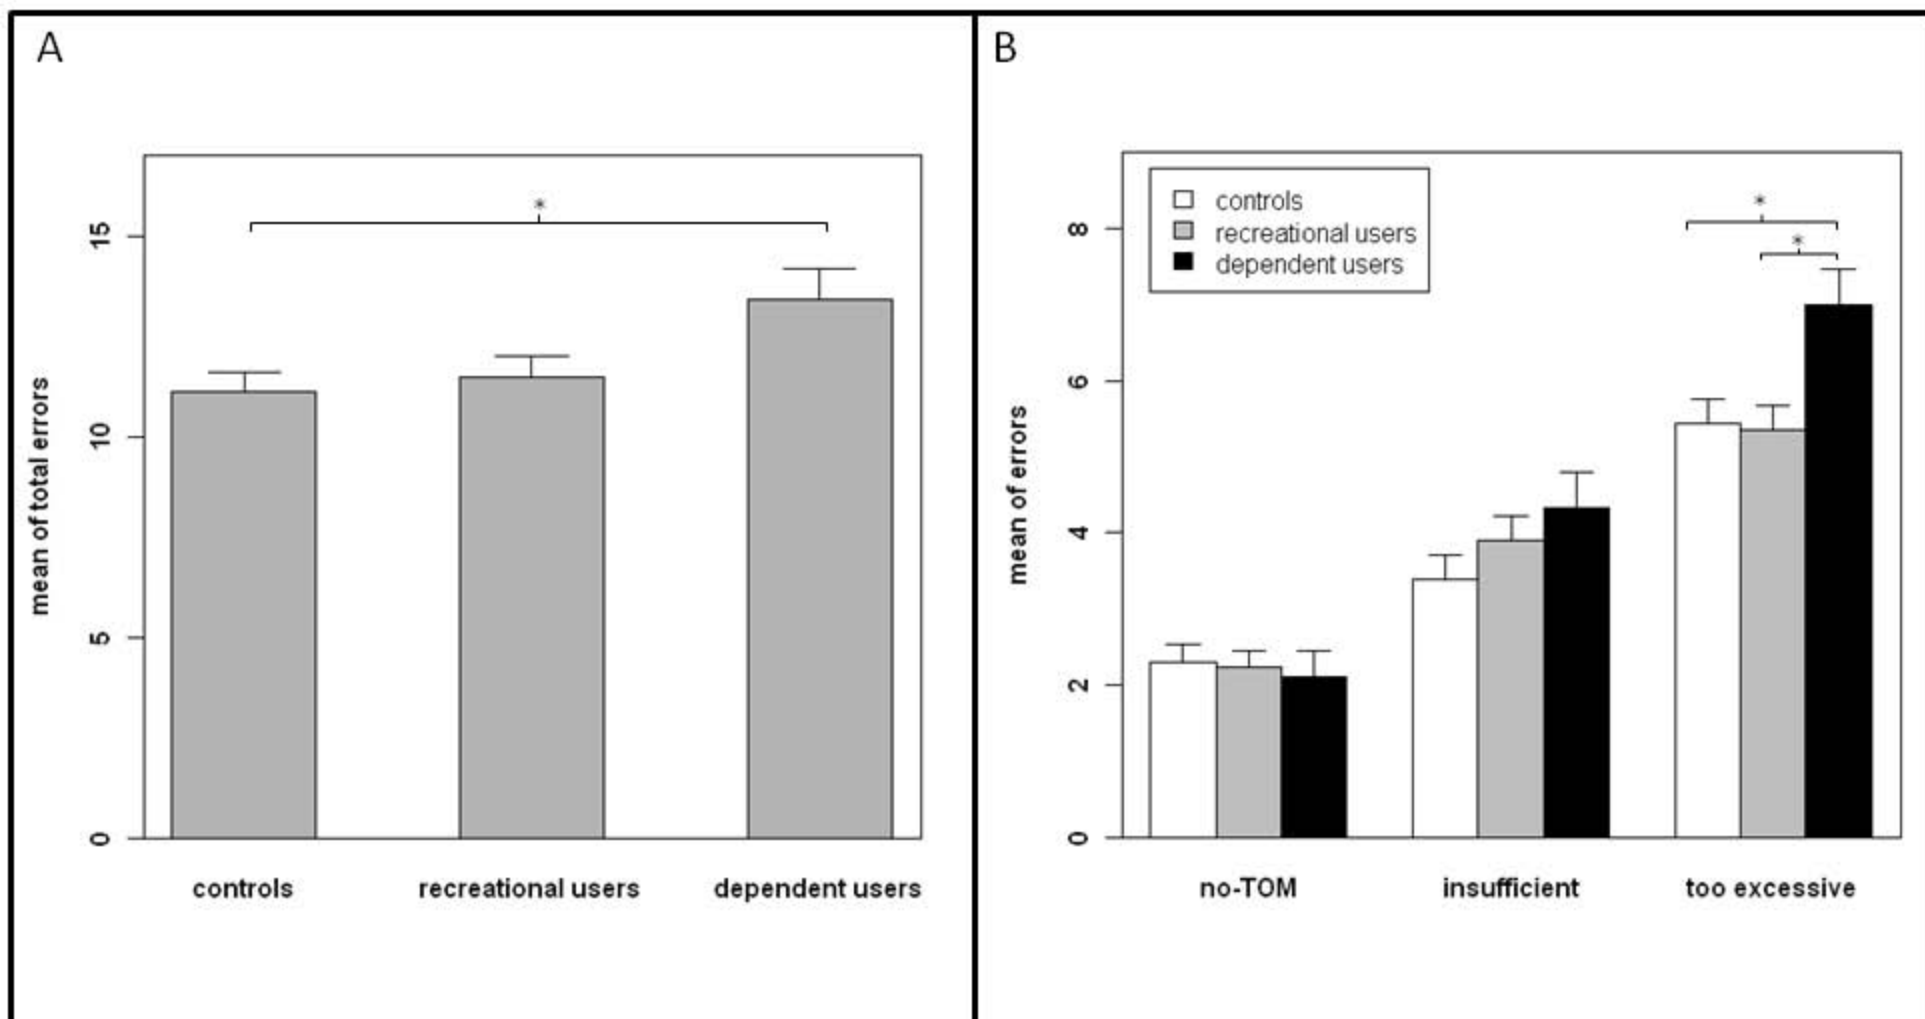 A
*
15
10
5
0
mean of total errors
controls
recreational users
dependent users
B
controls
recreational users
dependent users
*
*
8
6
4
2
0
mean of errors
no-TOM
insufficient
too excessive